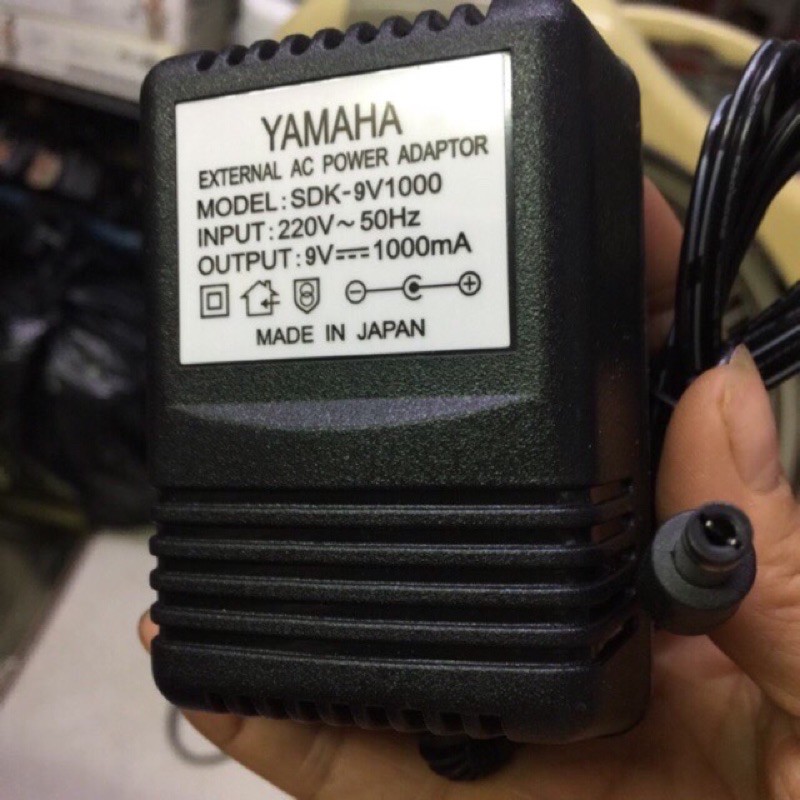 YAMAHA
EXTERNAL AC POWER ADAPTOR
MODEL:SDK-9V1000
INPUT:220V~50Hz
OUTPUT:9V⎓1000mA
MADE IN JAPAN